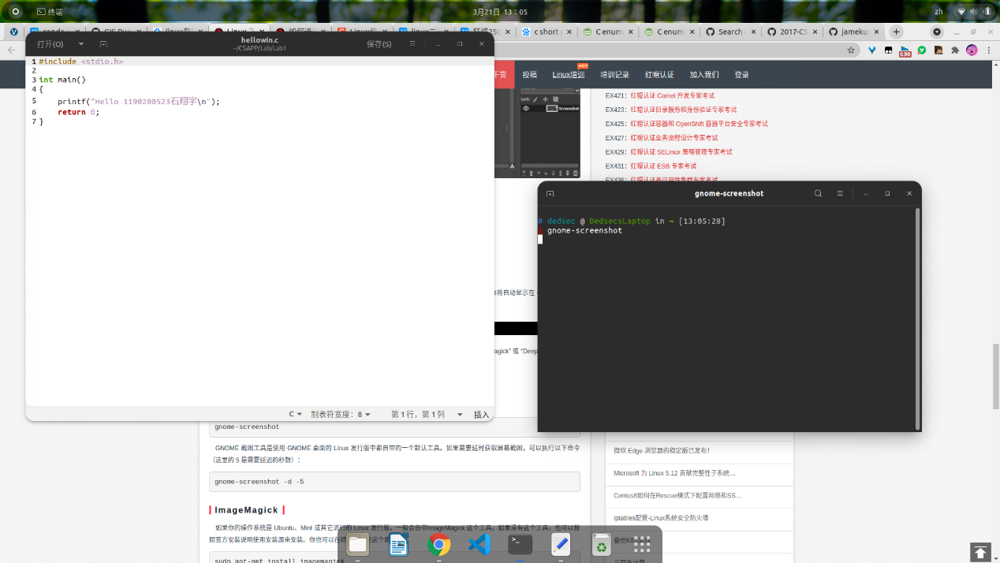 终端
3月21日 13：05
zh
C short
C enum
C enum
Search
2017-CS
jameku
0.90
打开(O)
hellowin.c
~/CSAPP/Lab/Lab1
保存(S)
#include <stdio.h>
int main()
{
printf("Hello 1190200523石翔宇\n");
return 0;
}
1
2
3
4
5
6
7
C
制表符宽度：8
第 1 行，第 1 列
插入
干货
投稿
Linux培训
HOT
培训记录
红帽认证
加入我们
登录
Lock:
Screenshot
EX421：红帽认证 Camel 开发专家考试
EX423：红帽认证目录服务和身份验证专家考试
EX425：红帽认证容器和 OpenShift 容器平台安全专家考试
EX427：红帽认证业务流程设计专家考试
EX429：红帽认证 SELinux 策略管理专家考试
EX431：红帽认证 ESB 专家考试
将自动显示在
agick" 或 "Deep
gnome-screenshot
# dedsec @ DedsecsLaptop in ~ [13:05:28]
gnome-screenshot
gnome-screenshot
GNOME 截图工具是使用 GNOME 桌面的 Linux 发行版中都自带的一个默认工具。如果需要延时获取屏幕截图，可以执行以下命令
（这里的 5 是需要延迟的秒数）：
gnome-screenshot -d -5
ImageMagick
如果你的操作系统是 Ubuntu、Mint 或其它流行的 Linux 发行版，一般会自带ImageMagick 这个工具。如果没有这个工具，也可以按
照官方安装说明使用安装源来安装。你也可以在终
sudo apt-get install imagemagick
微软 Edge 浏览器的稳定版已发布！
Microsoft 为 Linux 5.12 贡献完整性子系统…
Centos8如何在Rescue模式下配置网络和SS…
iptables配置-Linux系统安全防火墙